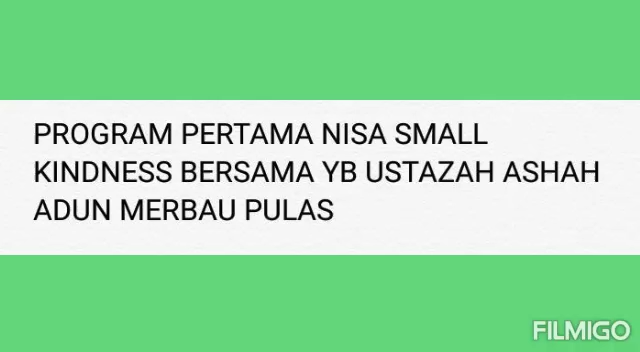 PROGRAM PERTAMA NISA SMALL
KINDNESS BERSAMA YB USTAZAH ASHAH
ADUN MERBAU PULAS
FILMIGO